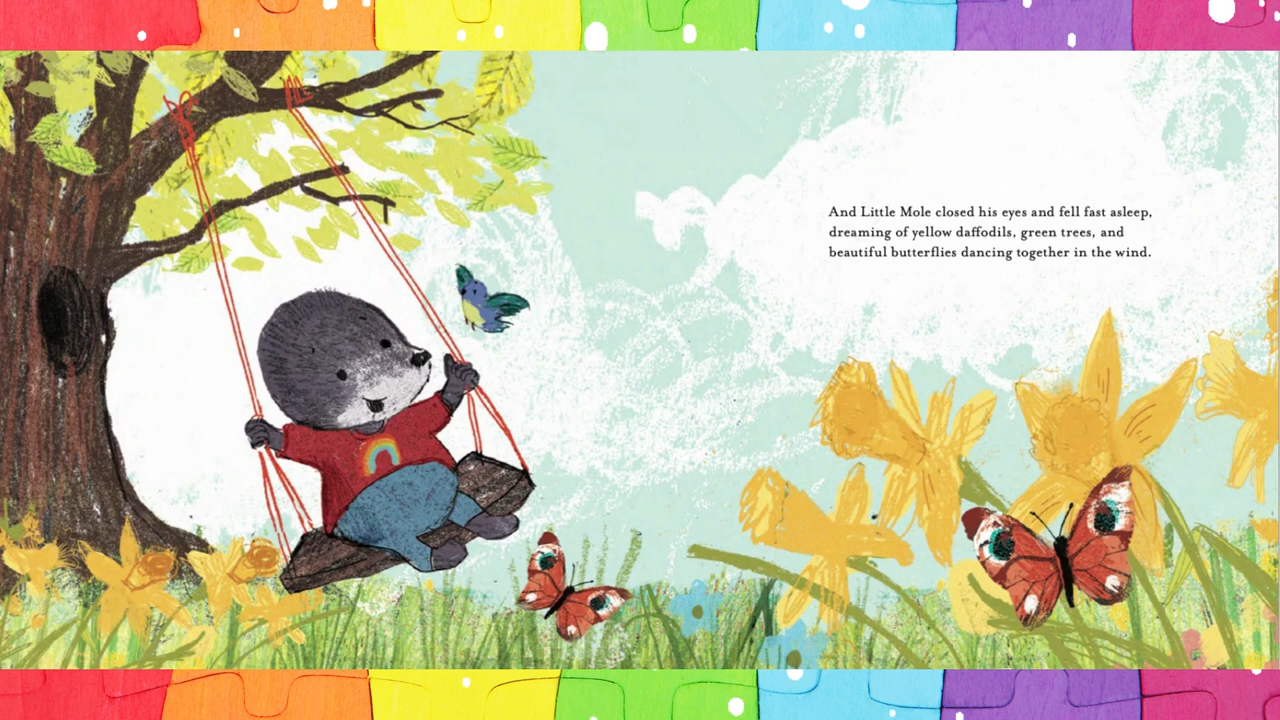 And Little Mole closed his eyes and fell fast asleep,
dreaming of yellow daffodils, green trees, and
beautiful butterflies dancing together in the wind.